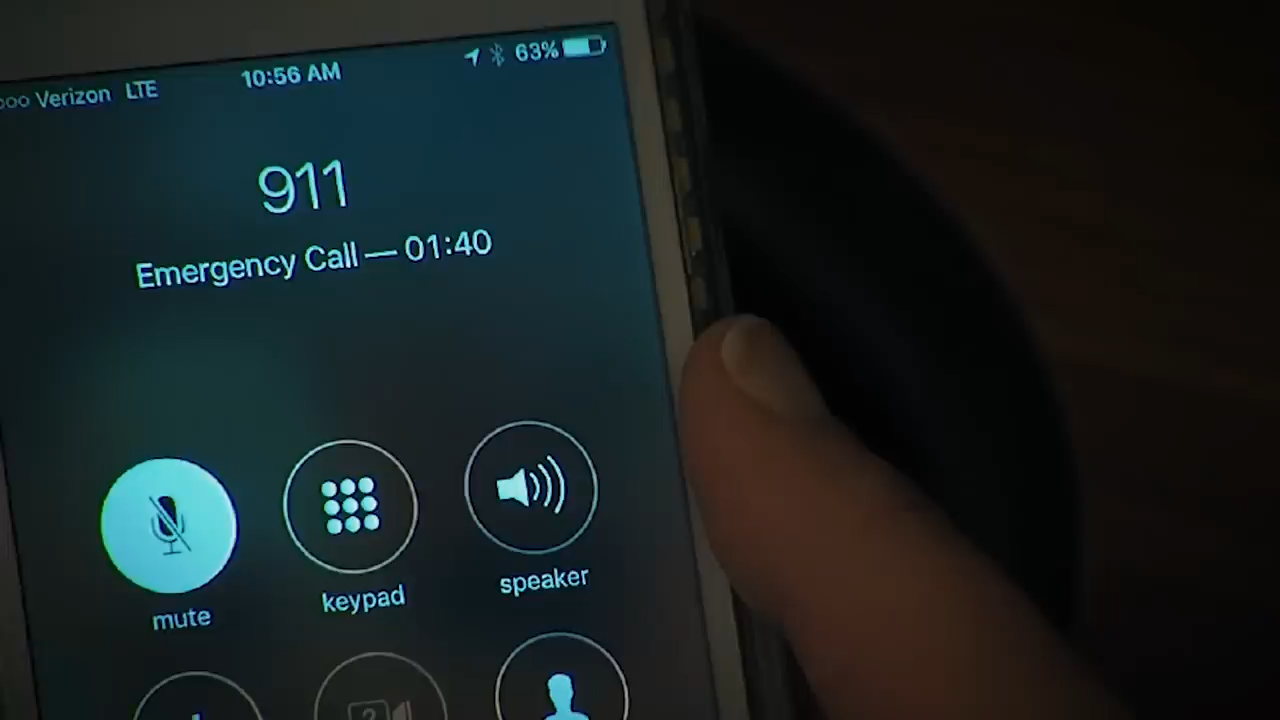 Verizon LTE 10:56 AM 63%
911
Emergency Call — 01:40
mute keypad speaker